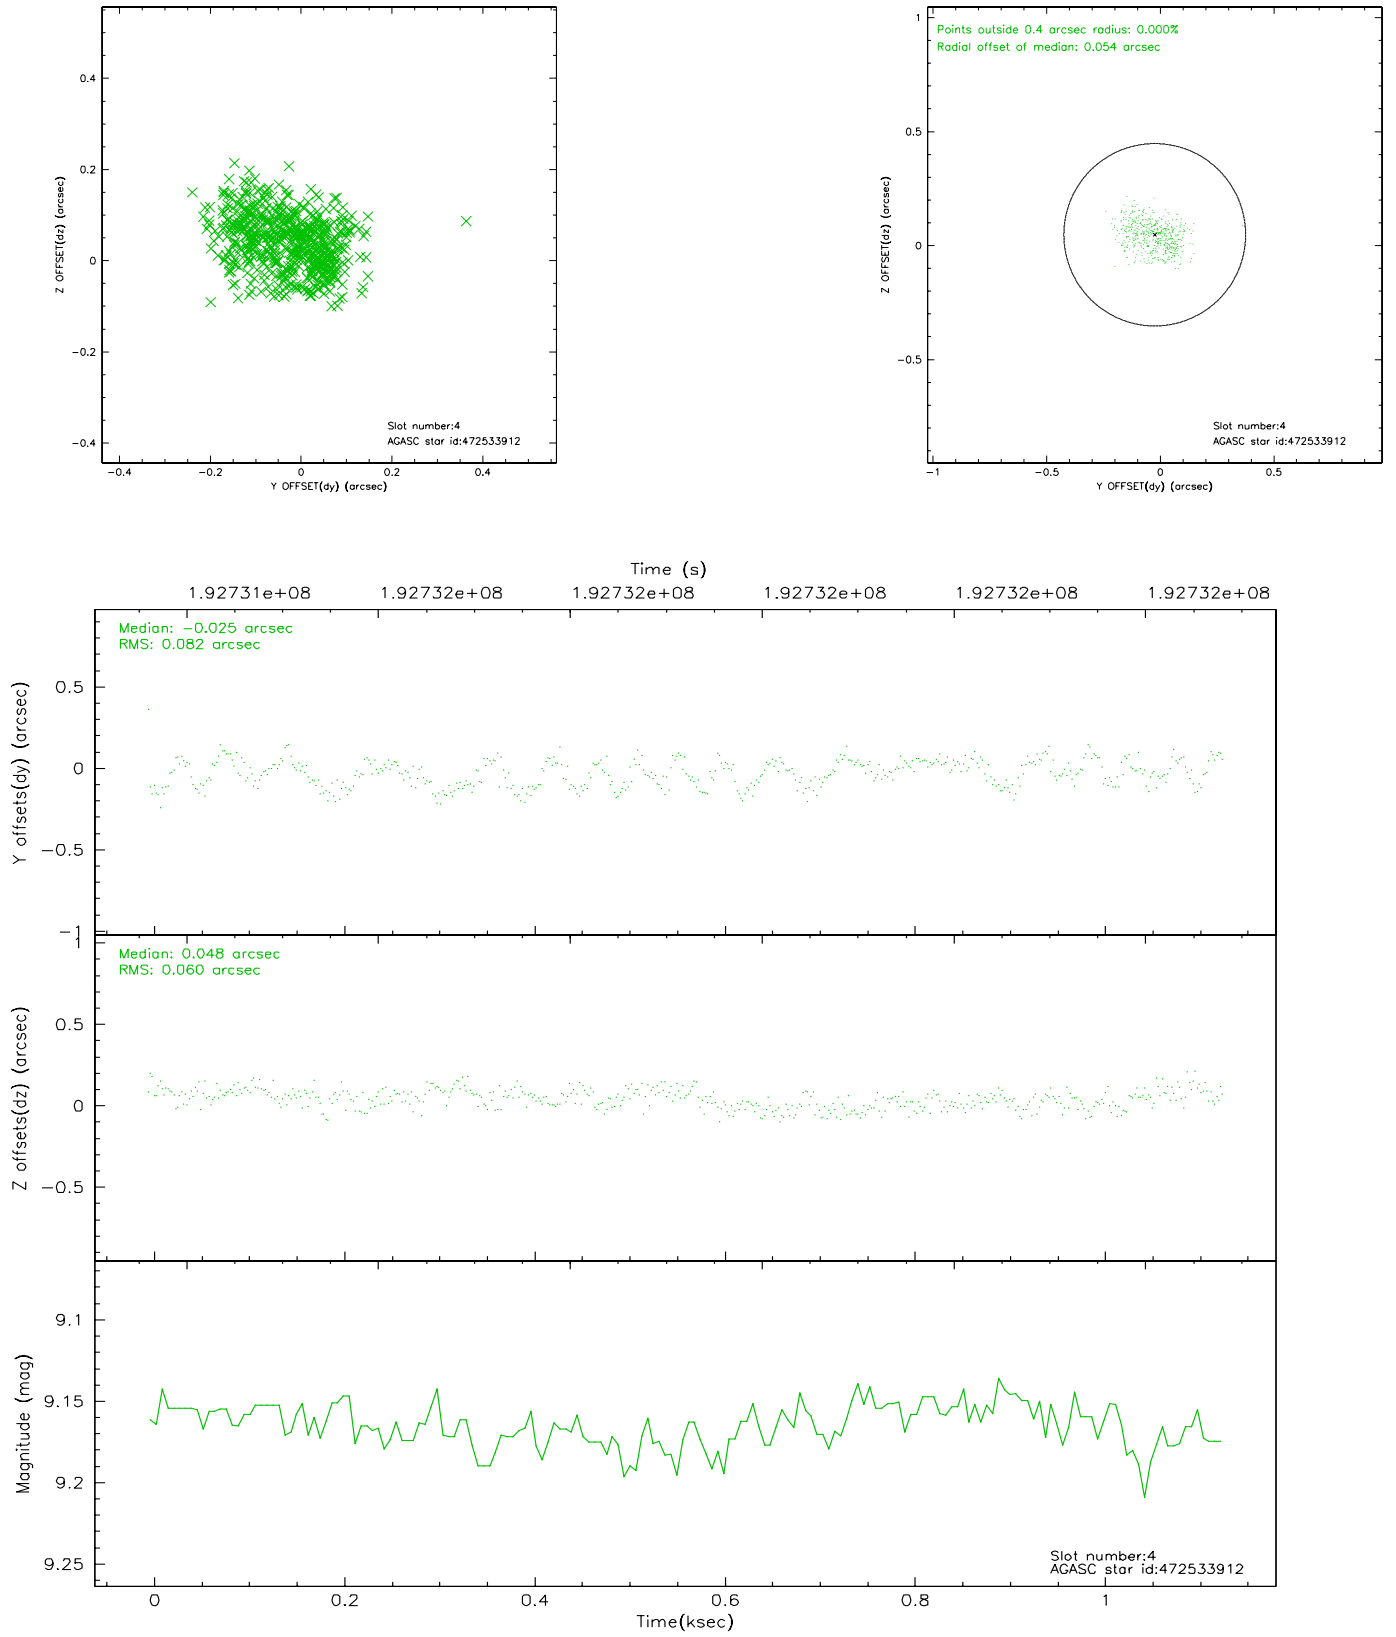 0.4
0.2
0
−0.2
−0.4
Z OFFSET(dz) (arcsec)
Slot number:4
AGASC star id:472533912
−0.4 −0.2 0 0.2 0.4
Y OFFSET(dy) (arcsec)
Points outside 0.4 arcsec radius: 0.000%
Radial offset of median: 0.054 arcsec
1
0.5
0
−0.5
Z OFFSET(dz) (arcsec)
Slot number:4
AGASC star id:472533912
−1 −0.5 0 0.5
Y OFFSET(dy) (arcsec)
Time (s)
1.92731e+08 1.92732e+08 1.92732e+08 1.92732e+08 1.92732e+08 1.92732e+08
Median: −0.025 arcsec
RMS: 0.082 arcsec
0.5
0
−0.5
−1
Y offsets(dy) (arcsec)
Median: 0.048 arcsec
RMS: 0.060 arcsec
1
0.5
0
−0.5
Z offsets(dz) (arcsec)
9.1
9.15
9.2
9.25
Magnitude (mag)
Slot number:4
AGASC star id:472533912
0 0.2 0.4 0.6 0.8 1
Time(ksec)